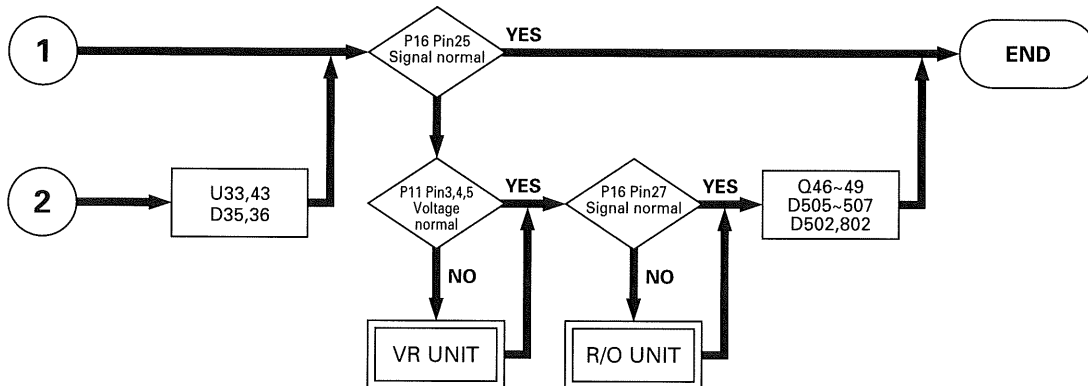 1
P16 Pin25
Signal normal
YES
END
2
U33,43
D35,36
P11 Pin3,4,5
Voltage
normal
YES
P16 Pin27
Signal normal
YES
Q46~49
D505~507
D502,802
NO
NO
VR UNIT
R/O UNIT